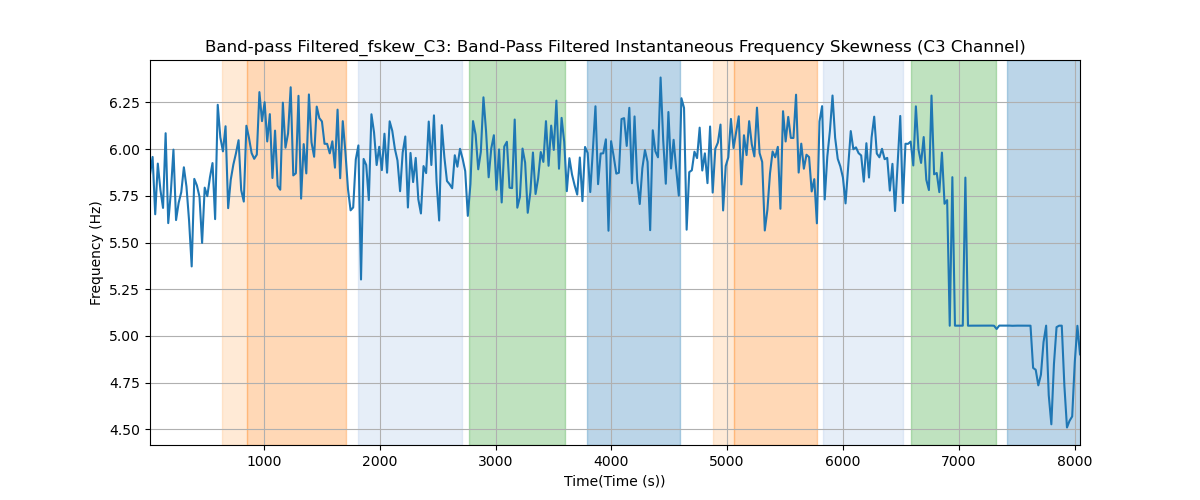 Band-pass Filtered_fskew_C3: Band-Pass Filtered Instantaneous Frequency Skewness (C3 Channel)
Frequency (Hz)
6.25
6.00
5.75
5.50
5.25
5.00
4.75
4.50
1000 2000 3000 4000 5000 6000 7000 8000
Time(Time (s))